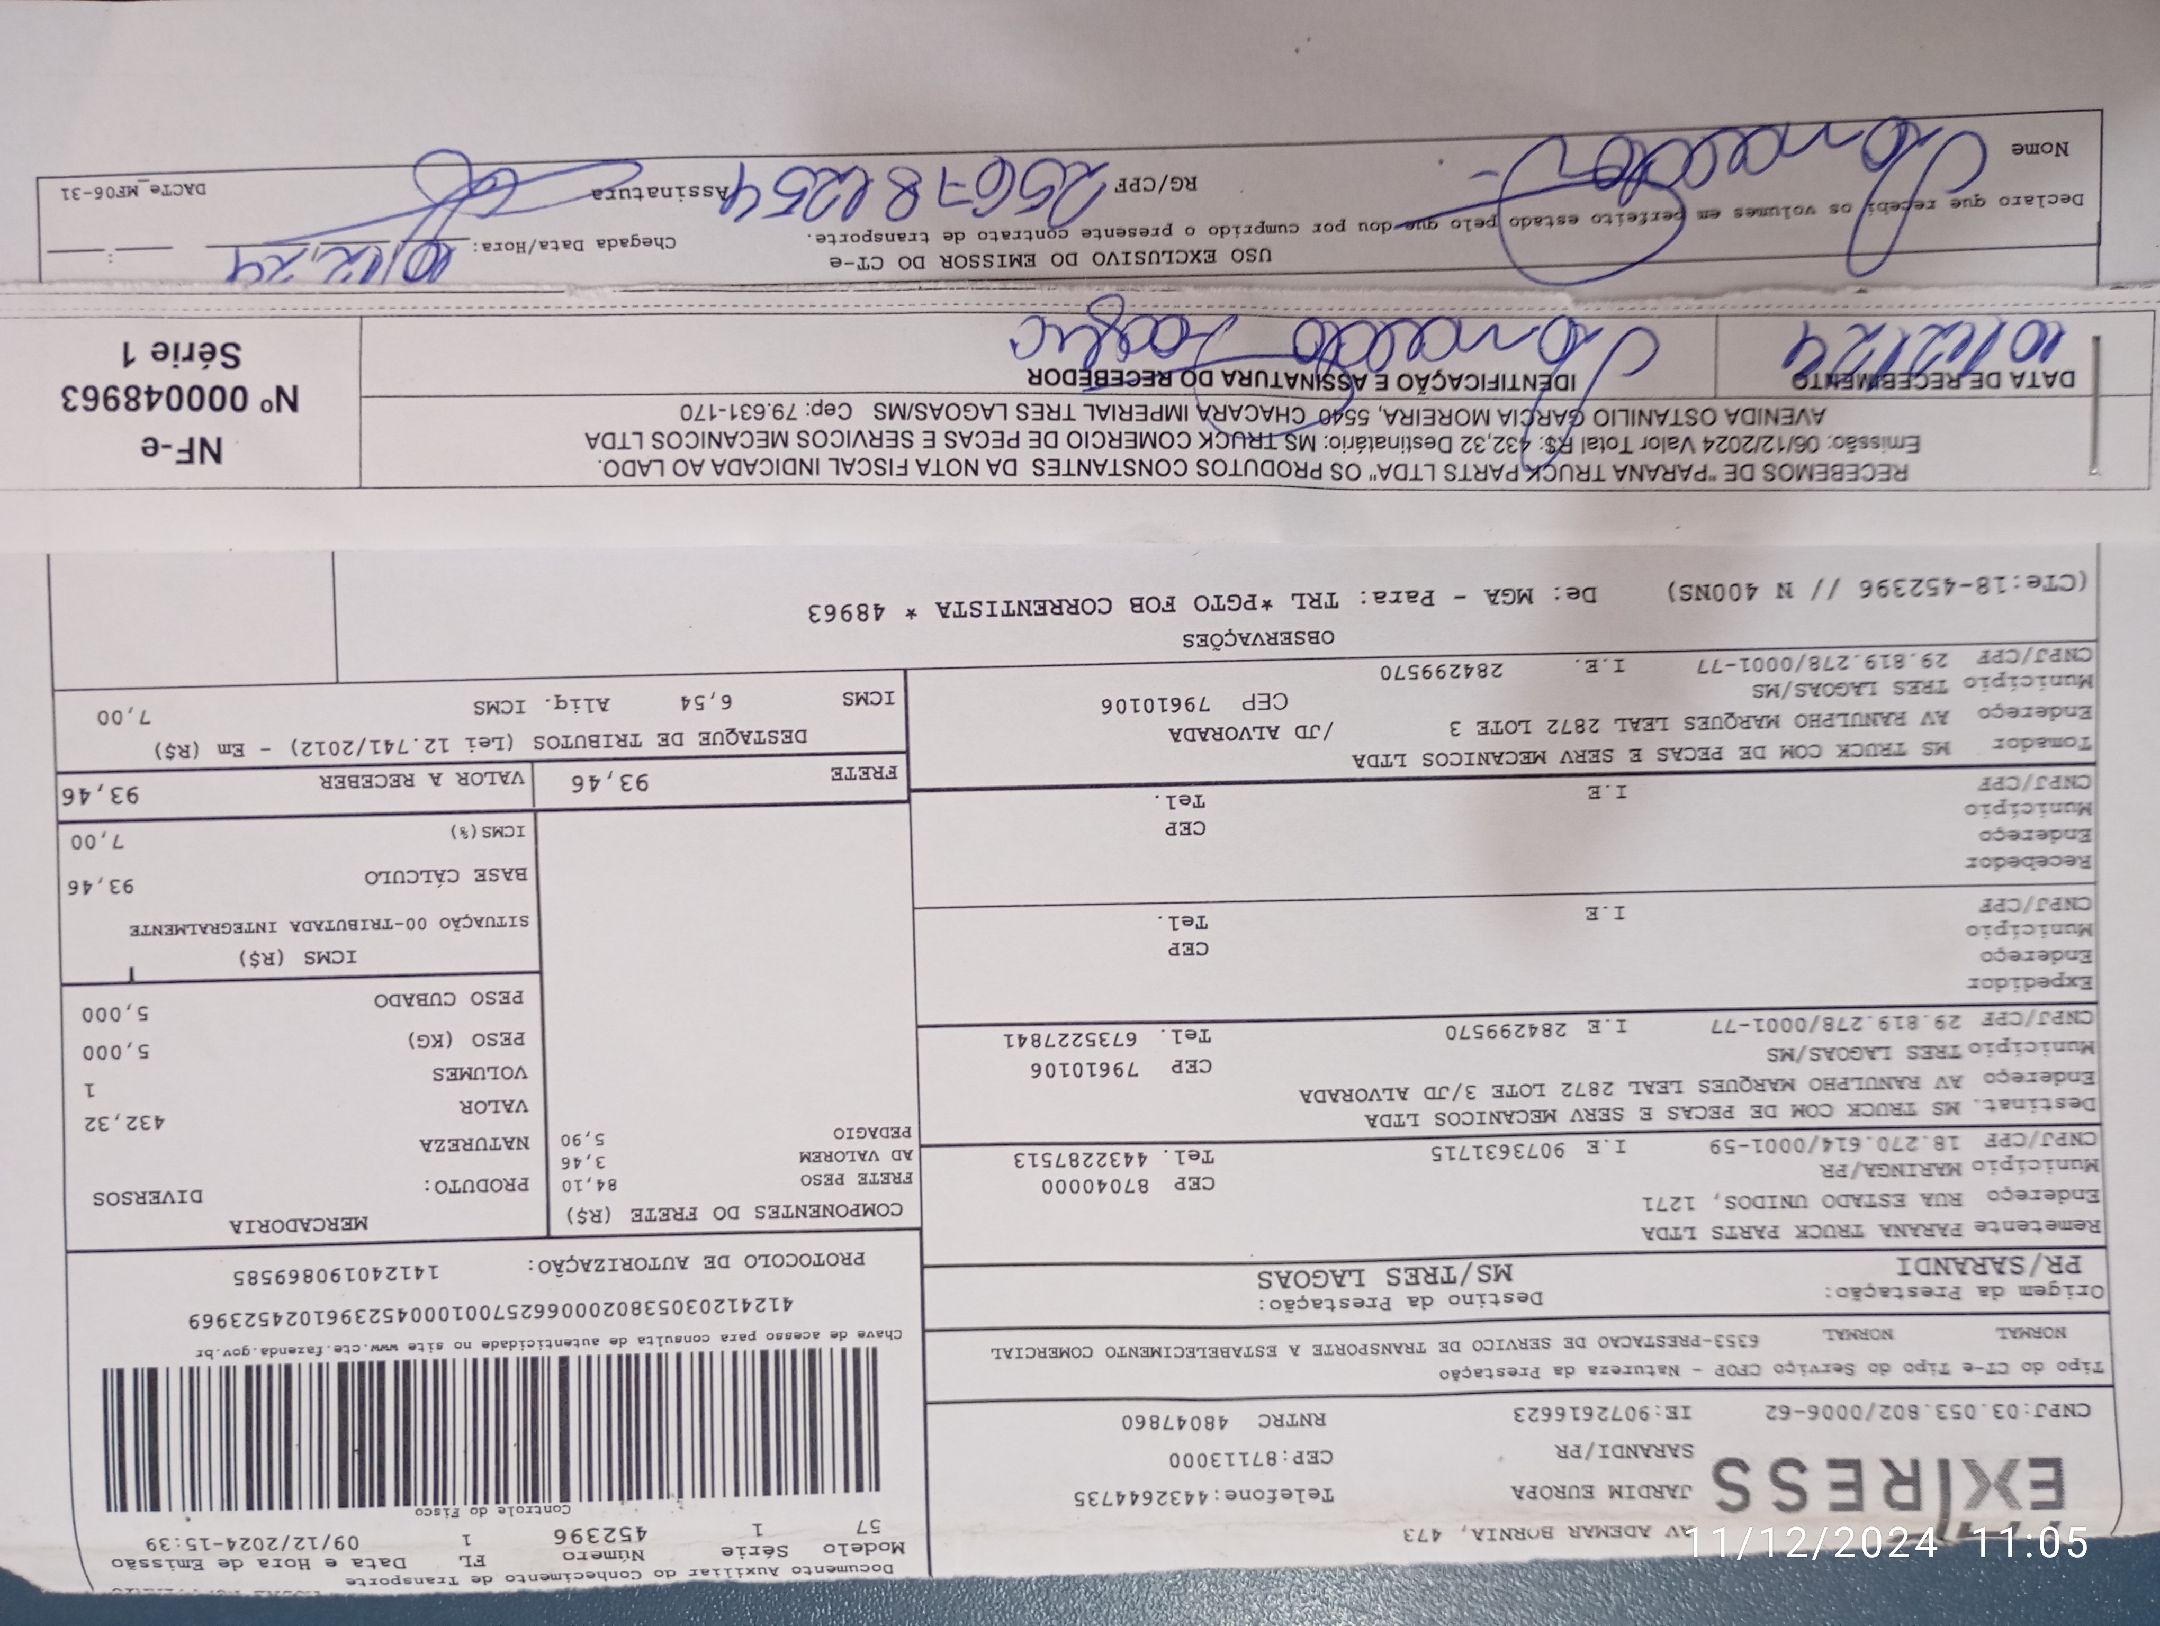 Documento Auxiliar do Conhecimento de Transporte
Modelo Série Número FL Data e Hora de Emissão
57 1 452396 1 09/12/2024-15:39
Controle do Fisco
EXPRESS
AV ADEMAR BORNIA, 473
JARDIM EUROPA Telefone:4432644735
SARANDI/PR CEP:87113000
CNPJ:03.053.802/0006-62 IE:9072616623 RNTRC 48047860
Chave de acesso para consulta de autenticidade no site www.cte.fazenda.gov.br
41241203053802000662570010004523961024523969
PROTOCOLO DE AUTORIZAÇÃO: 141240190869585
Tipo do CT-e Tipo do Serviço CFOP - Natureza da Prestação
NORMAL NORMAL 6353-PRESTACAO DE SERVICO DE TRANSPORTE A ESTABELECIMENTO COMERCIAL
Origem da Prestação: Destino da Prestação:
PR/SARANDI MS/TRES LAGOAS
Remetente PARANA TRUCK PARTS LTDA
Endereço RUA ESTADO UNIDOS, 1271
Município MARINGA/PR CEP 87040000
CNPJ/CPF 18.270.614/0001-59 I.E 9073631715 Tel. 4432287513
Destinat. MS TRUCK COM DE PECAS E SERV MECANICOS LTDA
Endereço AV RANULPHO MARQUES LEAL 2872 LOTE 3/JD ALVORADA
Município TRES LAGOAS/MS CEP 79610106
CNPJ/CPF 29.819.278/0001-77 I.E 284299570 Tel. 6735227841
Expedidor
Endereço
Município CEP
CNPJ/CPF I.E Tel.
Recebedor
Endereço
Município CEP
CNPJ/CPF I.E Tel.
Tomador MS TRUCK COM DE PECAS E SERV MECANICOS LTDA
Endereço AV RANULPHO MARQUES LEAL 2872 LOTE 3 /JD ALVORADA
Município TRES LAGOAS/MS CEP 79610106
CNPJ/CPF 29.819.278/0001-77 I.E. 284299570
COMPONENTES DO FRETE (R$)
FRETE PESO 84,10
AD VALOREM 3,46
PEDAGIO 5,90
MERCADORIA
PRODUTO: DIVERSOS
NATUREZA
VALOR 432,32
VOLUMES 1
PESO (KG) 5,000
PESO CUBADO 5,000
ICMS (R$)
SITUAÇÃO 00-TRIBUTADA INTEGRALMENTE
BASE CÁLCULO 93,46
ICMS(%) 7,00
FRETE 93,46 VALOR A RECEBER 93,46
DESTAQUE DE TRIBUTOS (Lei 12.741/2012) - Em (R$)
ICMS 6,54 Aliq. ICMS 7,00
OBSERVAÇÕES
(CTe:18-452396 // N 400NS) De: MGA - Para: TRL *PGTO FOB CORRENTISTA * 48963
RECEBEMOS DE "PARANA TRUCK PARTS LTDA" OS PRODUTOS CONSTANTES DA NOTA FISCAL INDICADA AO LADO.
Emissão: 06/12/2024 Valor Total R$: 432,32 Destinatário: MS TRUCK COMERCIO DE PECAS E SERVICOS MECANICOS LTDA
AVENIDA OSTANILIO GARCIA MOREIRA, 5540 CHACARA IMPERIAL TRES LAGOAS/MS Cep: 79.631-170
DATA DE RECEBIMENTO IDENTIFICAÇÃO E ASSINATURA DO RECEBEDOR
10/12/24
NF-e
Nº 000048963
Série 1
USO EXCLUSIVO DO EMISSOR DO CT-e
Chegada Data/Hora: 10/12/24
Declaro que recebi os volumes em perfeito estado pelo que dou por cumprido o presente contrato de transporte.
Nome RG/CPF Assinatura
DACTe_MF06-31
11/12/2024 11:05